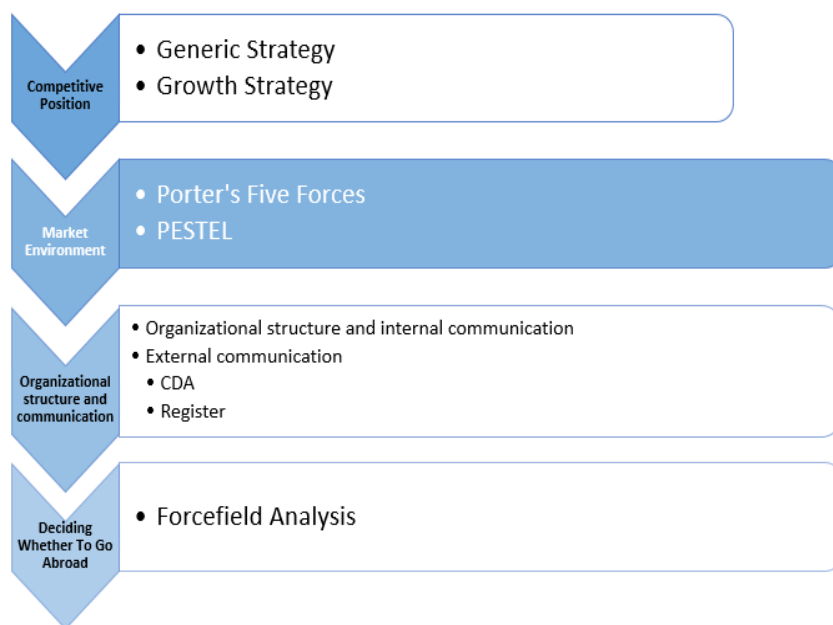 Competitive
Position
• Generic Strategy
• Growth Strategy
Market
Environment
• Porter's Five Forces
• PESTEL
Organizational
structure and
communication
• Organizational structure and internal communication
• External communication
• CDA
• Register
Deciding
Whether To Go
Abroad
• Forcefield Analysis